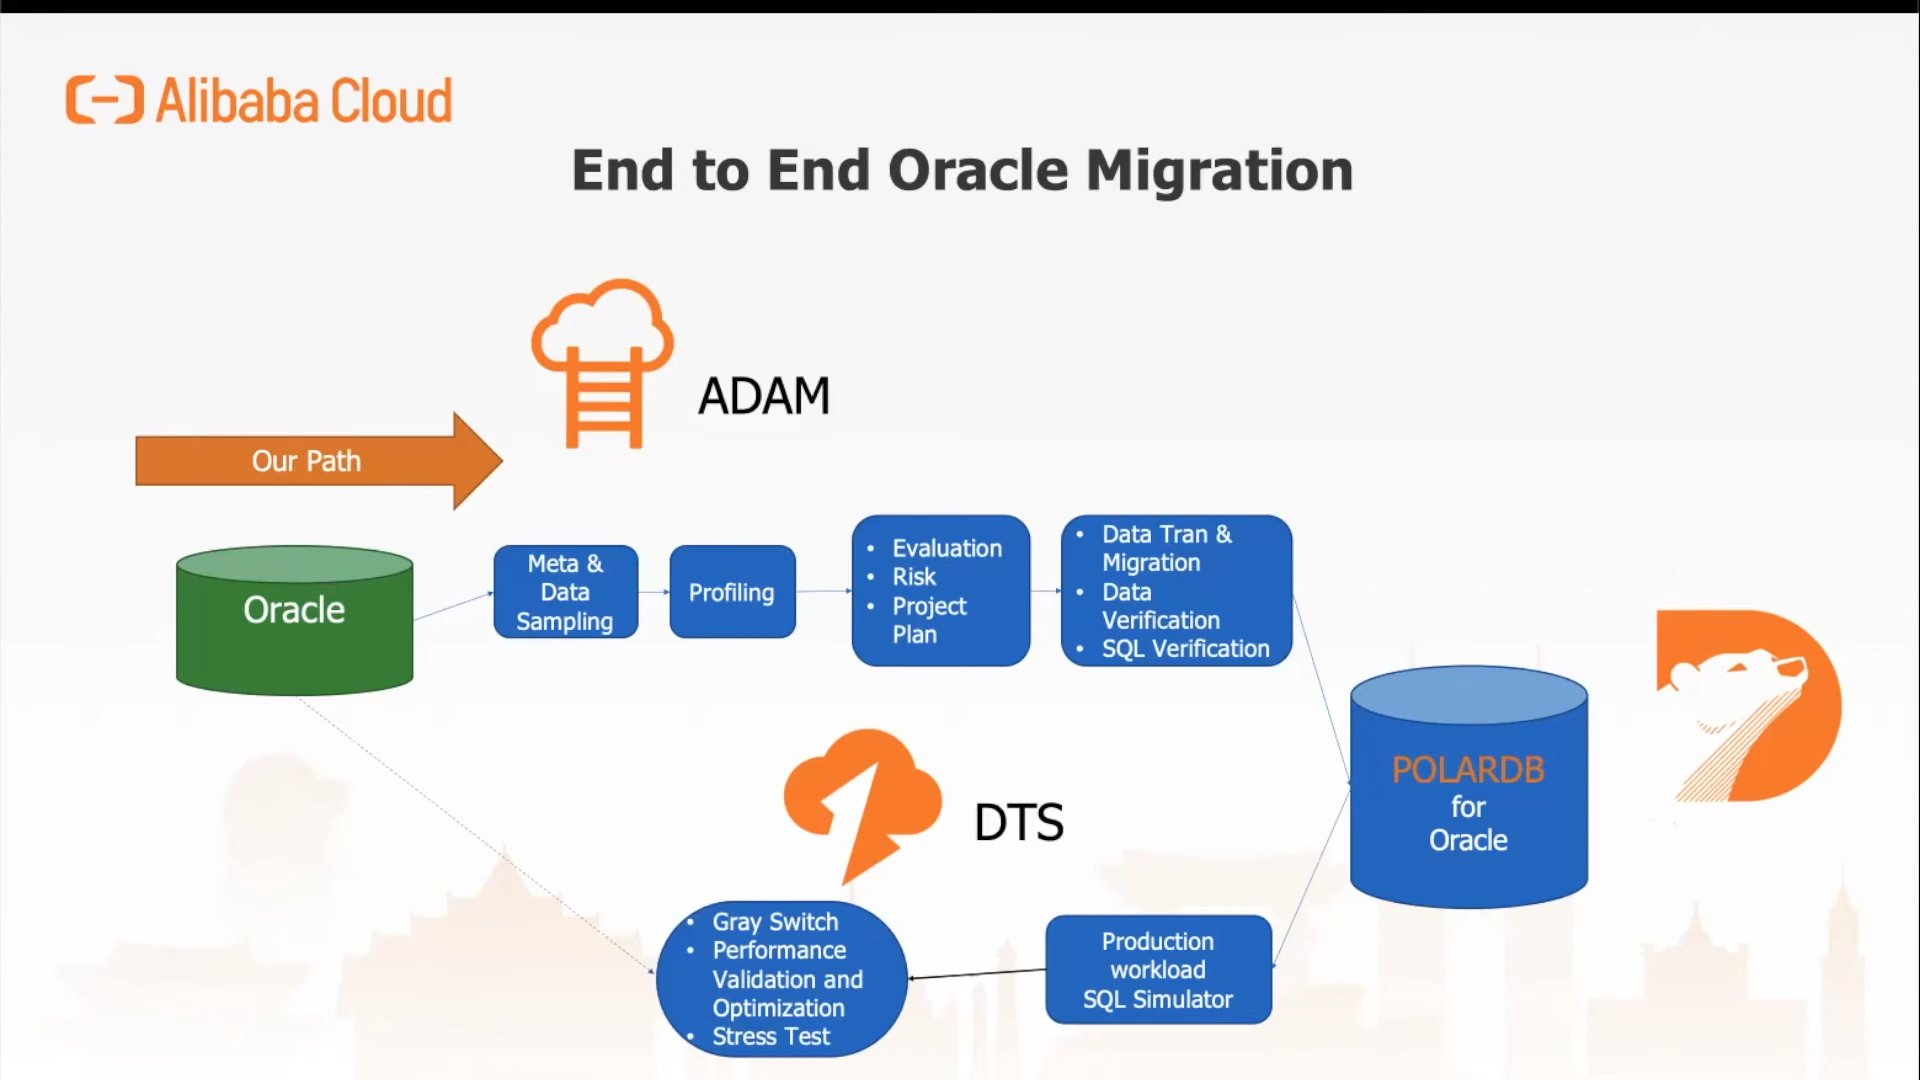 Alibaba Cloud
End to End Oracle Migration
ADAM
Our Path
Oracle
Meta &
Data
Sampling
Profiling
• Evaluation
• Risk
• Project
Plan
• Data Tran &
Migration
• Data
Verification
• SQL Verification
POLARDB
for
Oracle
DTS
• Gray Switch
• Performance
Validation and
Optimization
• Stress Test
Production
workload
SQL Simulator